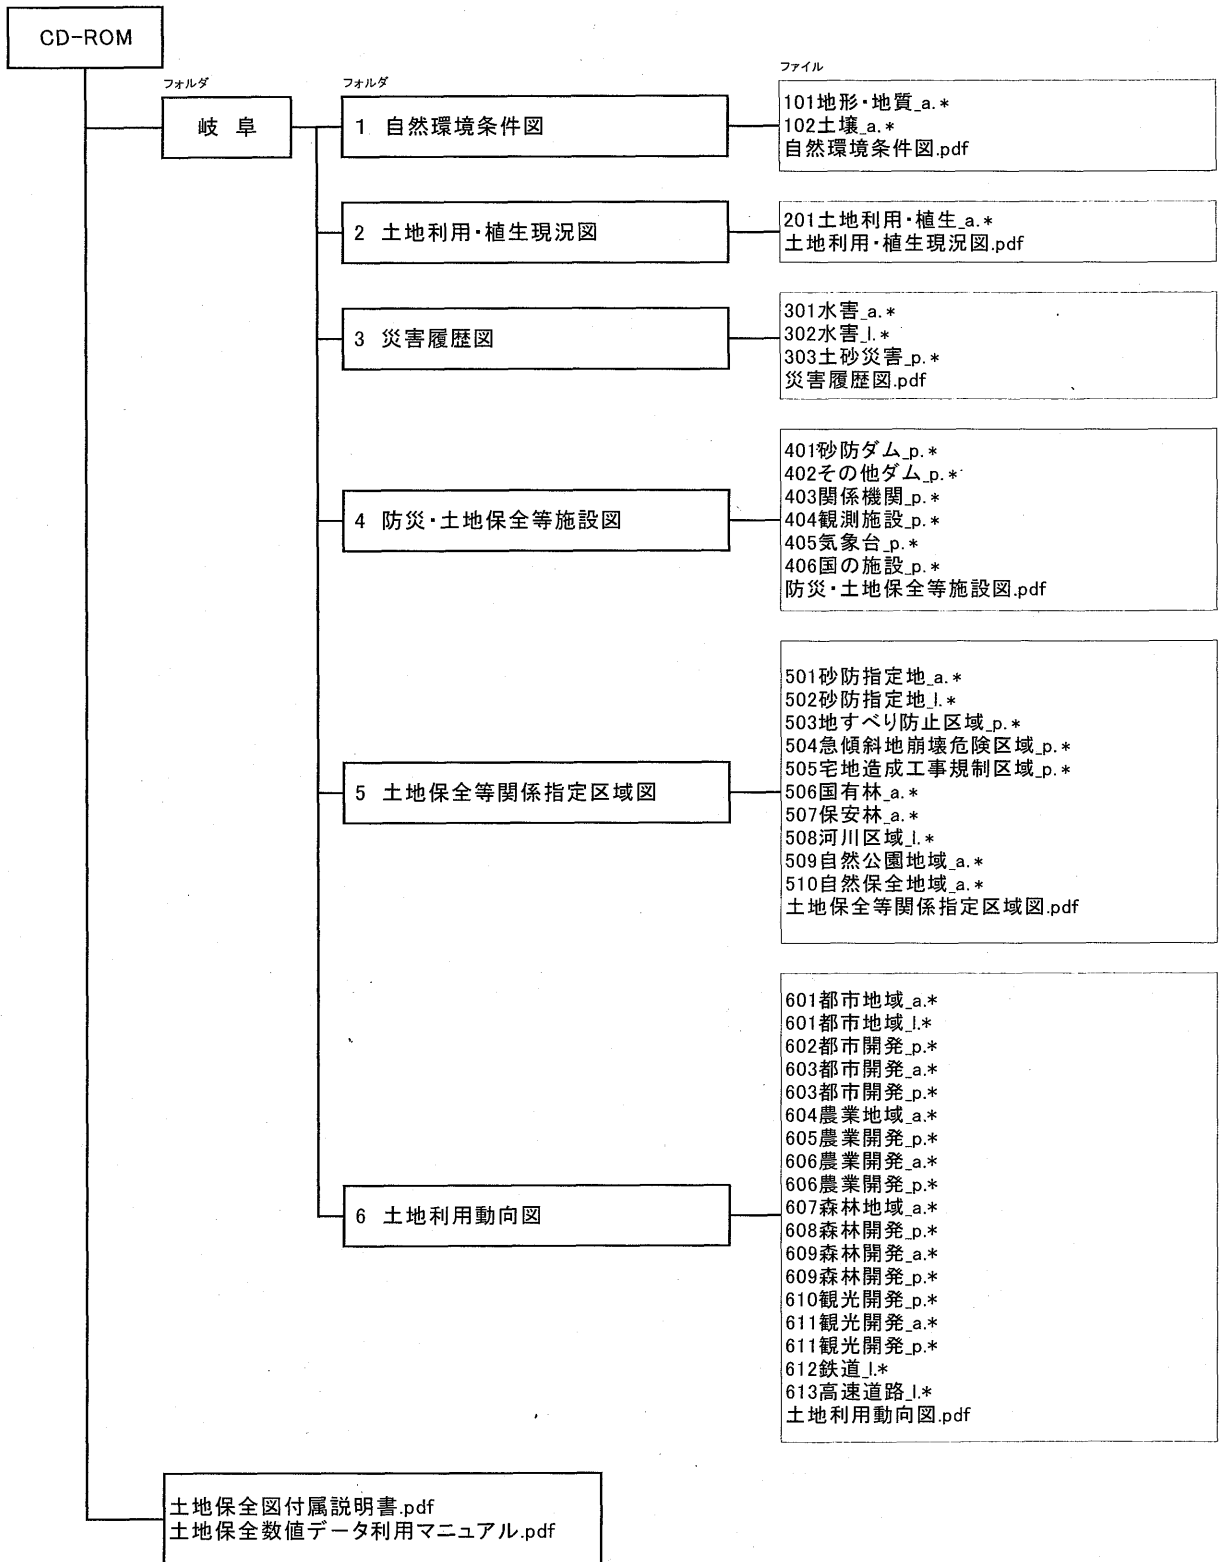 CD-ROM
フォルダ
岐 阜
フォルダ
ファイル
1 自然環境条件図
101地形・地質_a.*
102土壌_a.*
自然環境条件図.pdf
2 土地利用・植生現況図
201土地利用・植生_a.*
土地利用・植生現況図.pdf
3 災害履歴図
301水害_a.*
302水害_l.*
303土砂災害_p.*
災害履歴図.pdf
4 防災・土地保全等施設図
401砂防ダム_p.*
402その他ダム_p.*
403関係機関_p.*
404観測施設_p.*
405気象台_p.*
406国の施設_p.*
防災・土地保全等施設図.pdf
5 土地保全等関係指定区域図
501砂防指定地_a.*
502砂防指定地_l.*
503地すべり防止区域_p.*
504急傾斜地崩壊危険区域_p.*
505宅地造成工事規制区域_p.*
506国有林_a.*
507保安林_a.*
508河川区域_l.*
509自然公園地域_a.*
510自然保全地域_a.*
土地保全等関係指定区域図.pdf
6 土地利用動向図
601都市地域_a.*
601都市地域_l.*
602都市開発_p.*
603都市開発_a.*
603都市開発_p.*
604農業地域_a.*
605農業開発_p.*
606農業開発_a.*
606農業開発_p.*
607森林地域_a.*
608森林開発_p.*
609森林開発_a.*
609森林開発_p.*
610観光開発_p.*
611観光開発_a.*
611観光開発_p.*
612鉄道_l.*
613高速道路_l.*
土地利用動向図.pdf
土地保全図付属説明書.pdf
土地保全数値データ利用マニュアル.pdf